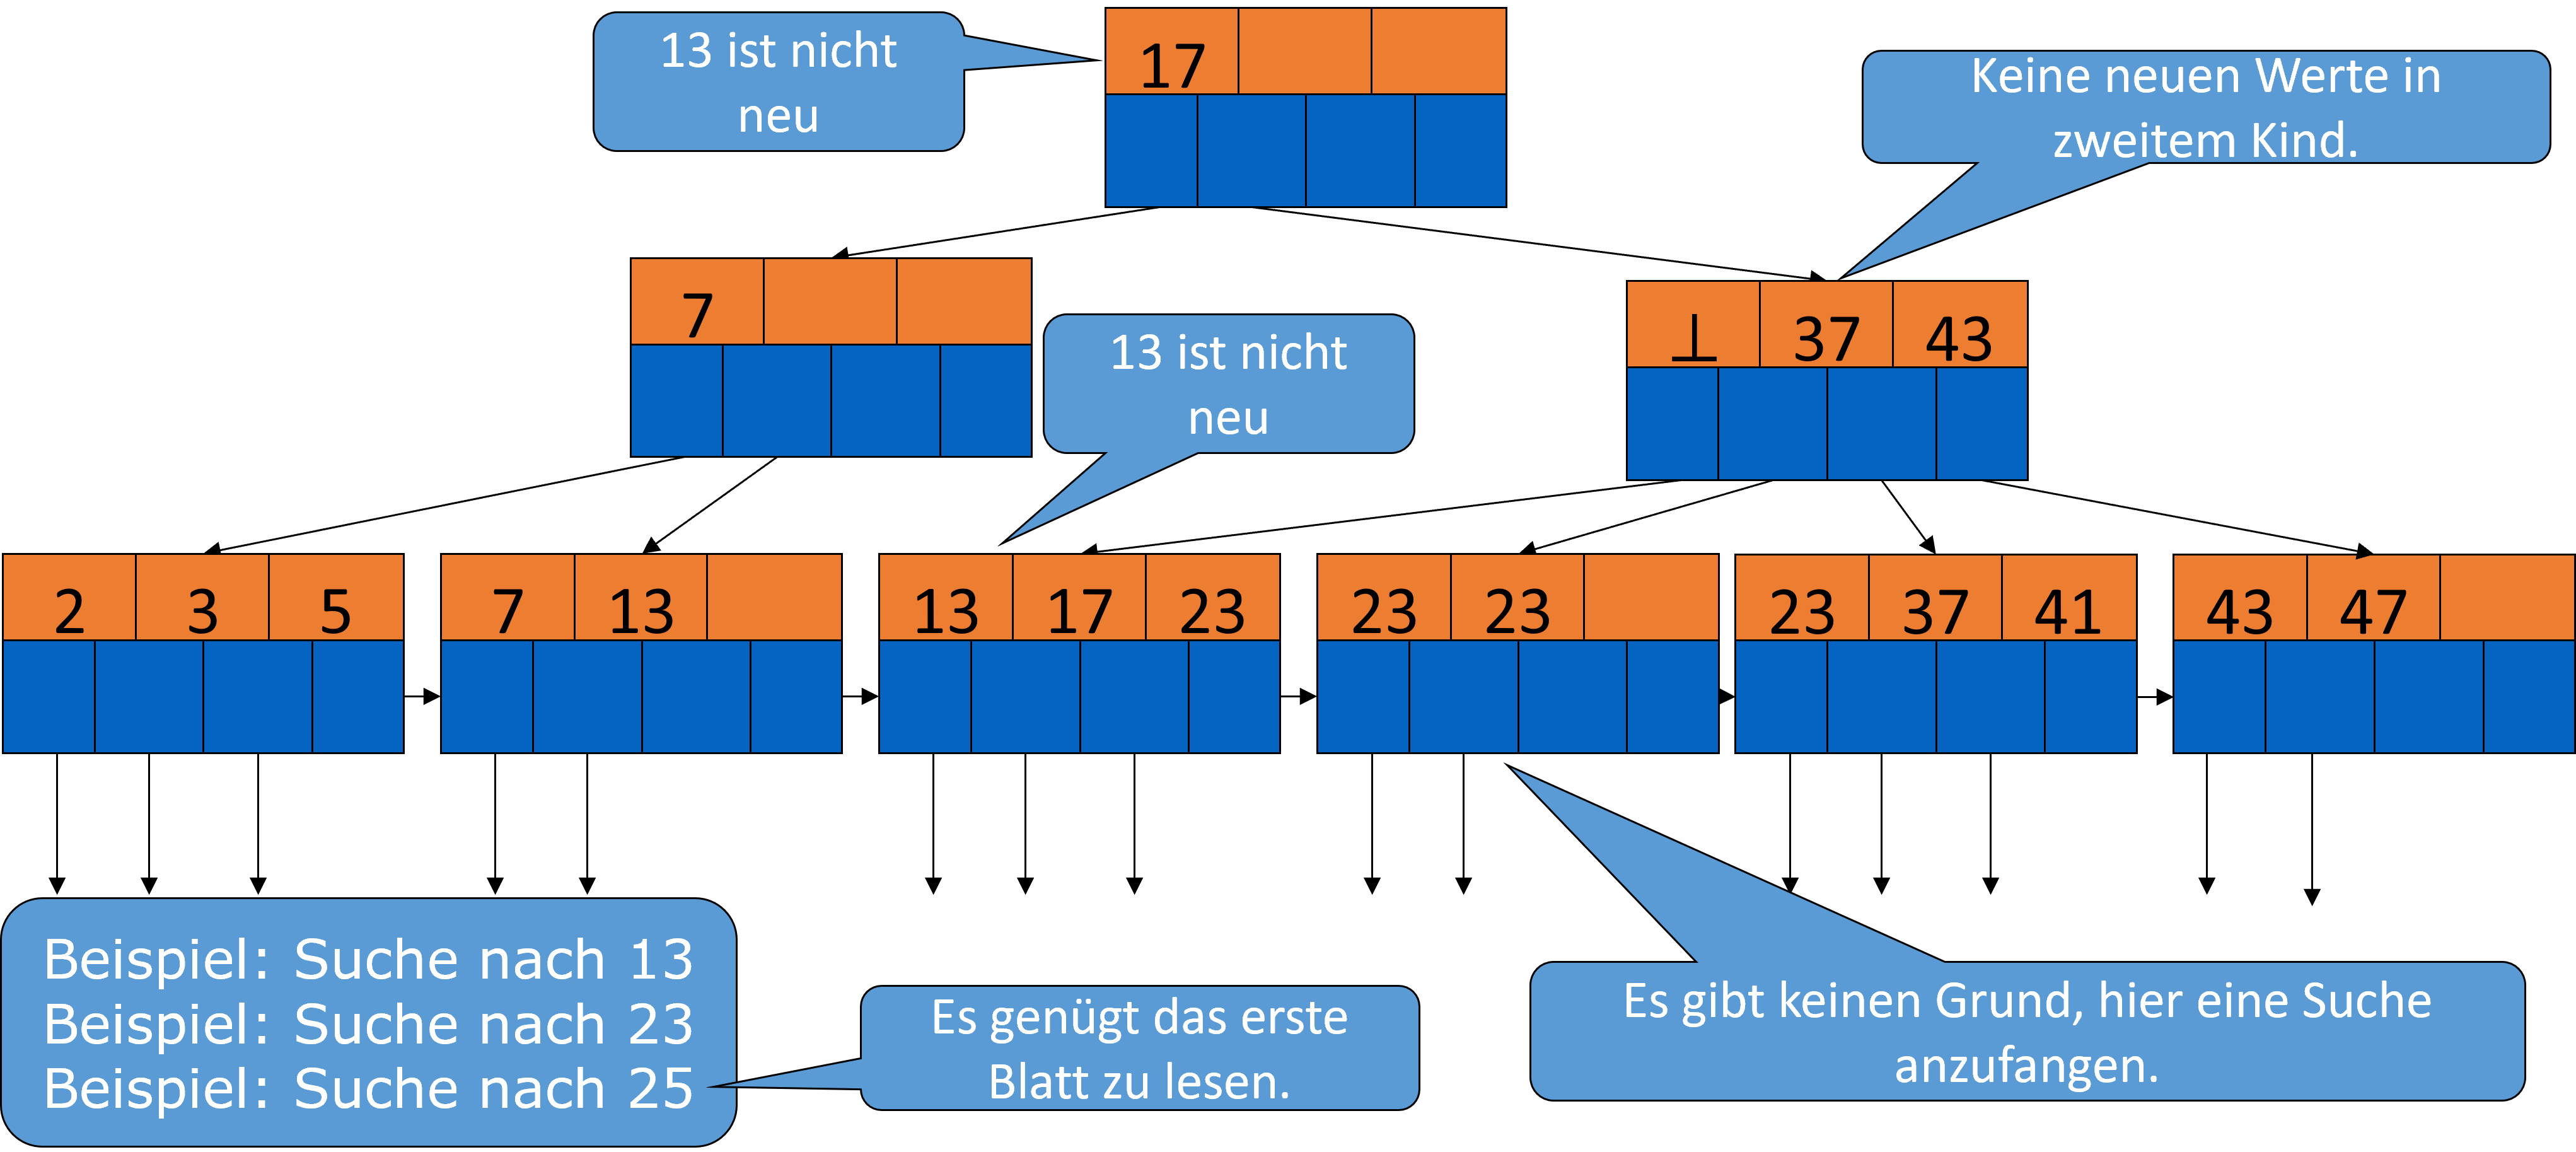 13 ist nicht
neu
17
Keine neuen Werte in
zweitem Kind.
7
13 ist nicht
neu
⊥ 37 43
2 3 5
7 13
13 17 23
23 23
23 37 41
43 47
Beispiel: Suche nach 13
Beispiel: Suche nach 23
Beispiel: Suche nach 25
Es genügt das erste
Blatt zu lesen.
Es gibt keinen Grund, hier eine Suche
anzufangen.